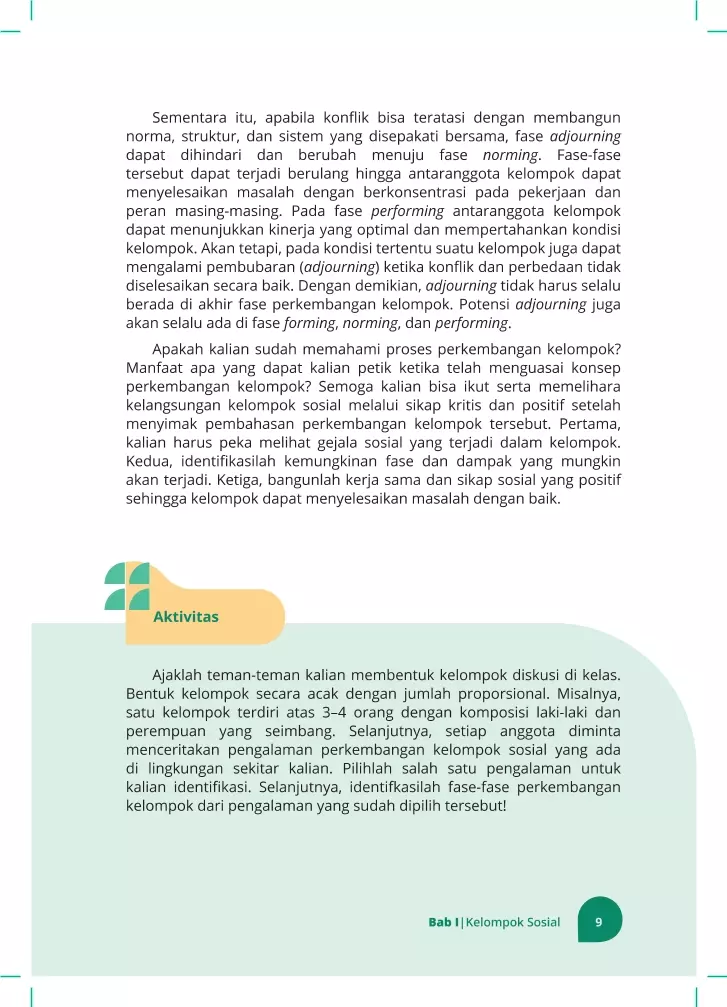 Sementara itu, apabila konflik bisa teratasi dengan membangun
norma, struktur, dan sistem yang disepakati bersama, fase adjourning
dapat dihindari dan berubah menuju fase norming. Fase-fase
tersebut dapat terjadi berulang hingga antaranggota kelompok dapat
menyelesaikan masalah dengan berkonsentrasi pada pekerjaan dan
peran masing-masing. Pada fase performing antaranggota kelompok
dapat menunjukkan kinerja yang optimal dan mempertahankan kondisi
kelompok. Akan tetapi, pada kondisi tertentu suatu kelompok juga dapat
mengalami pembubaran (adjourning) ketika konflik dan perbedaan tidak
diselesaikan secara baik. Dengan demikian, adjourning tidak harus selalu
berada di akhir fase perkembangan kelompok. Potensi adjourning juga
akan selalu ada di fase forming, norming, dan performing.
Apakah kalian sudah memahami proses perkembangan kelompok?
Manfaat apa yang dapat kalian petik ketika telah menguasai konsep
perkembangan kelompok? Semoga kalian bisa ikut serta memelihara
kelangsungan kelompok sosial melalui sikap kritis dan positif setelah
menyimak pembahasan perkembangan kelompok tersebut. Pertama,
kalian harus peka melihat gejala sosial yang terjadi dalam kelompok.
Kedua, identifikasilah kemungkinan fase dan dampak yang mungkin
akan terjadi. Ketiga, bangunlah kerja sama dan sikap sosial yang positif
sehingga kelompok dapat menyelesaikan masalah dengan baik.
Aktivitas
Ajaklah teman-teman kalian membentuk kelompok diskusi di kelas.
Bentuk kelompok secara acak dengan jumlah proporsional. Misalnya,
satu kelompok terdiri atas 3–4 orang dengan komposisi laki-laki dan
perempuan yang seimbang. Selanjutnya, setiap anggota diminta
menceritakan pengalaman perkembangan kelompok sosial yang ada
di lingkungan sekitar kalian. Pilihlah salah satu pengalaman untuk
kalian identifikasi. Selanjutnya, identifkasilah fase-fase perkembangan
kelompok dari pengalaman yang sudah dipilih tersebut!
Bab I|Kelompok Sosial 9